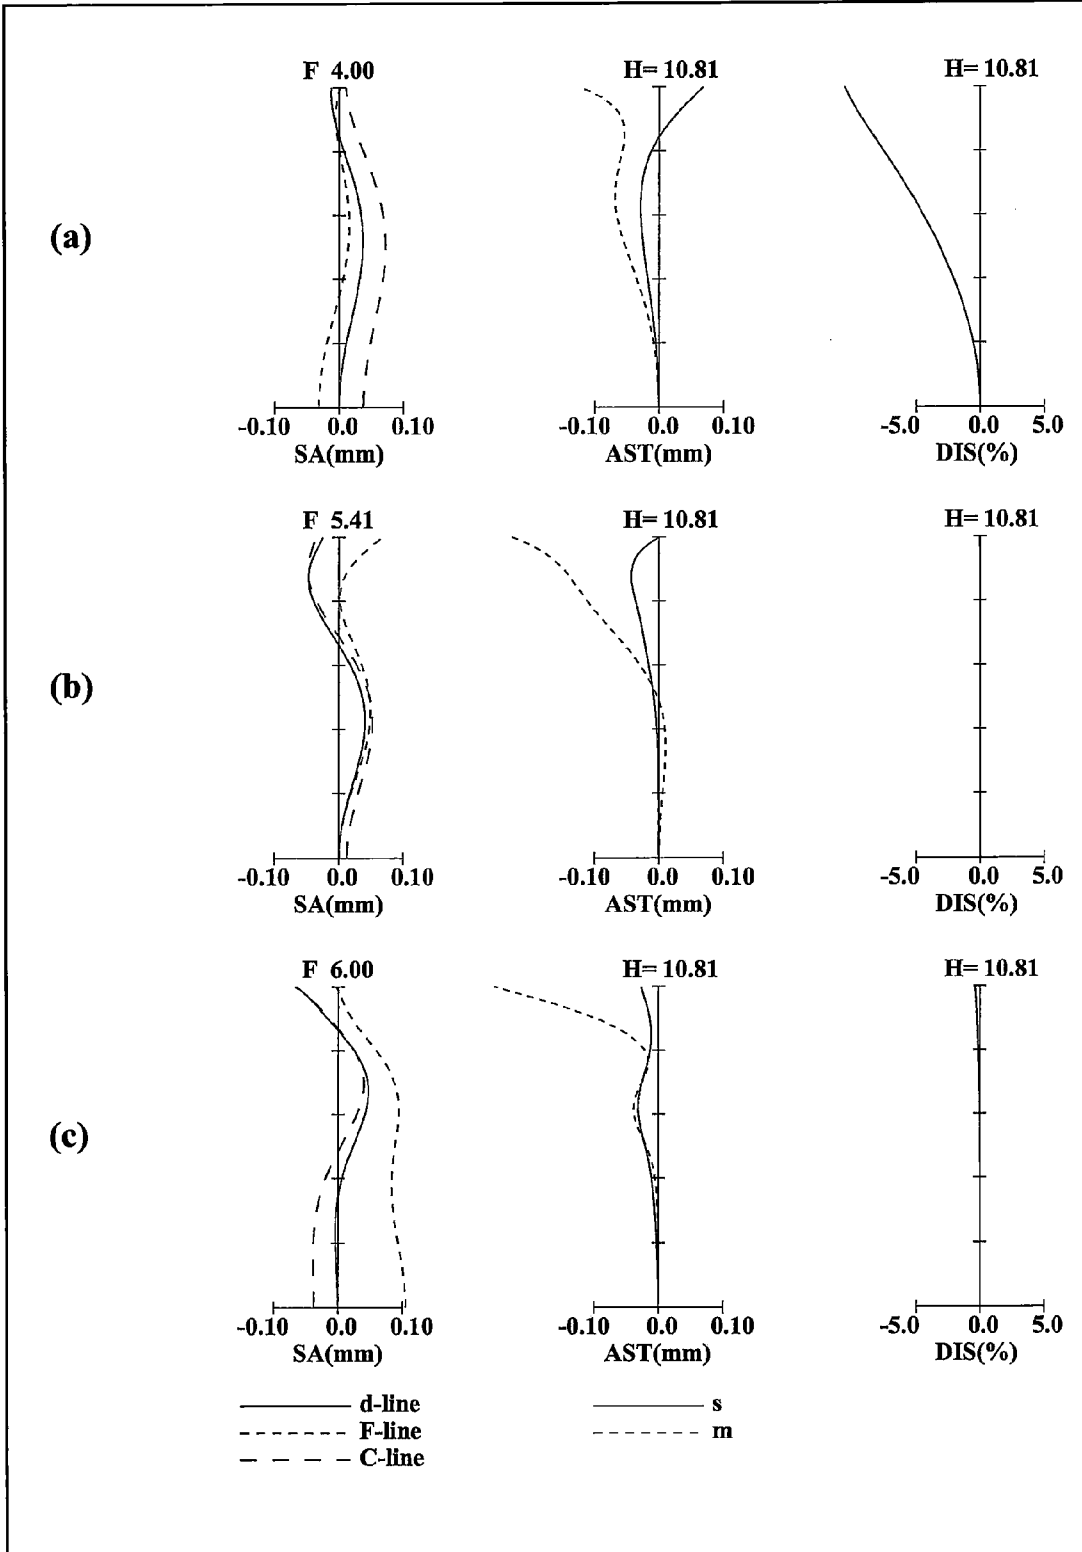 F 4.00 H= 10.81 H= 10.81
(a)
-0.10 0.0 0.10 -0.10 0.0 0.10 -5.0 0.0 5.0
SA(mm) AST(mm) DIS(%)
F 5.41 H= 10.81 H= 10.81
(b)
-0.10 0.0 0.10 -0.10 0.0 0.10 -5.0 0.0 5.0
SA(mm) AST(mm) DIS(%)
F 6.00 H= 10.81 H= 10.81
(c)
-0.10 0.0 0.10 -0.10 0.0 0.10 -5.0 0.0 5.0
SA(mm) AST(mm) DIS(%)
d-line s
F-line m
C-line